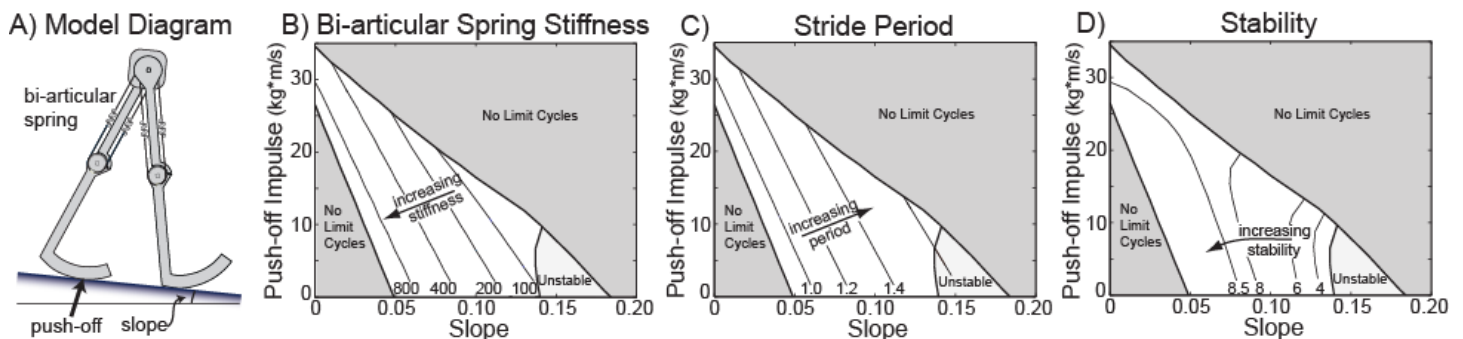 A) Model Diagram
bi-articular
spring
push-off
slope
B) Bi-articular Spring Stiffness
Push-off Impulse (kg*m/s)
30
20
10
0
No Limit Cycles
increasing
stiffness
No
Limit
Cycles
Unstable
800
400
200
100
0
0.05
0.10
0.15
0.20
Slope
C)
Stride Period
Push-off Impulse (kg*m/s)
30
20
10
0
No Limit Cycles
increasing
period
No
Limit
Cycles
Unstable
1.0
1.2
1.4
0
0.05
0.10
0.15
0.20
Slope
D)
Stability
Push-off Impulse (kg*m/s)
30
20
10
0
No Limit Cycles
increasing
stability
No
Limit
Cycles
Unstable
8.5
8
6
4
0
0.05
0.10
0.15
0.20
Slope